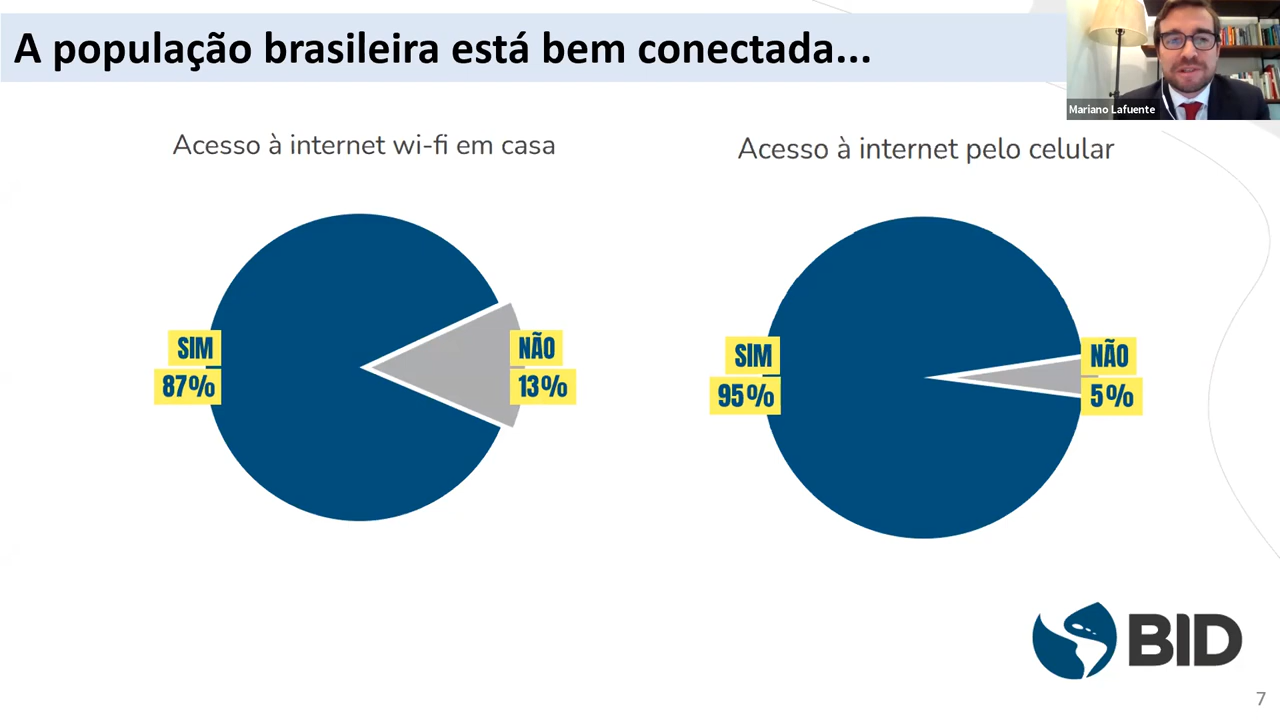 A população brasileira está bem conectada...
Mariano Lafuente
Acesso à internet wi-fi em casa
SIM
87%
NÃO
13%
Acesso à internet pelo celular
SIM
95%
NÃO
5%
BID
7